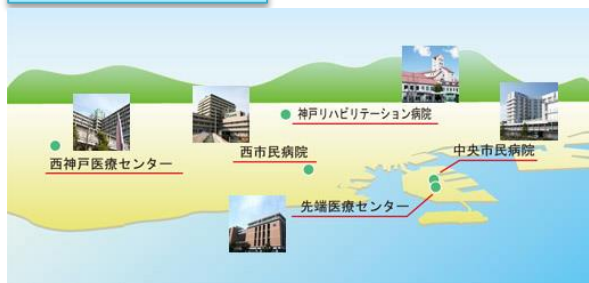 神戸リハビリテーション病院
西神戸医療センター
西市民病院
中央市民病院
先端医療センター